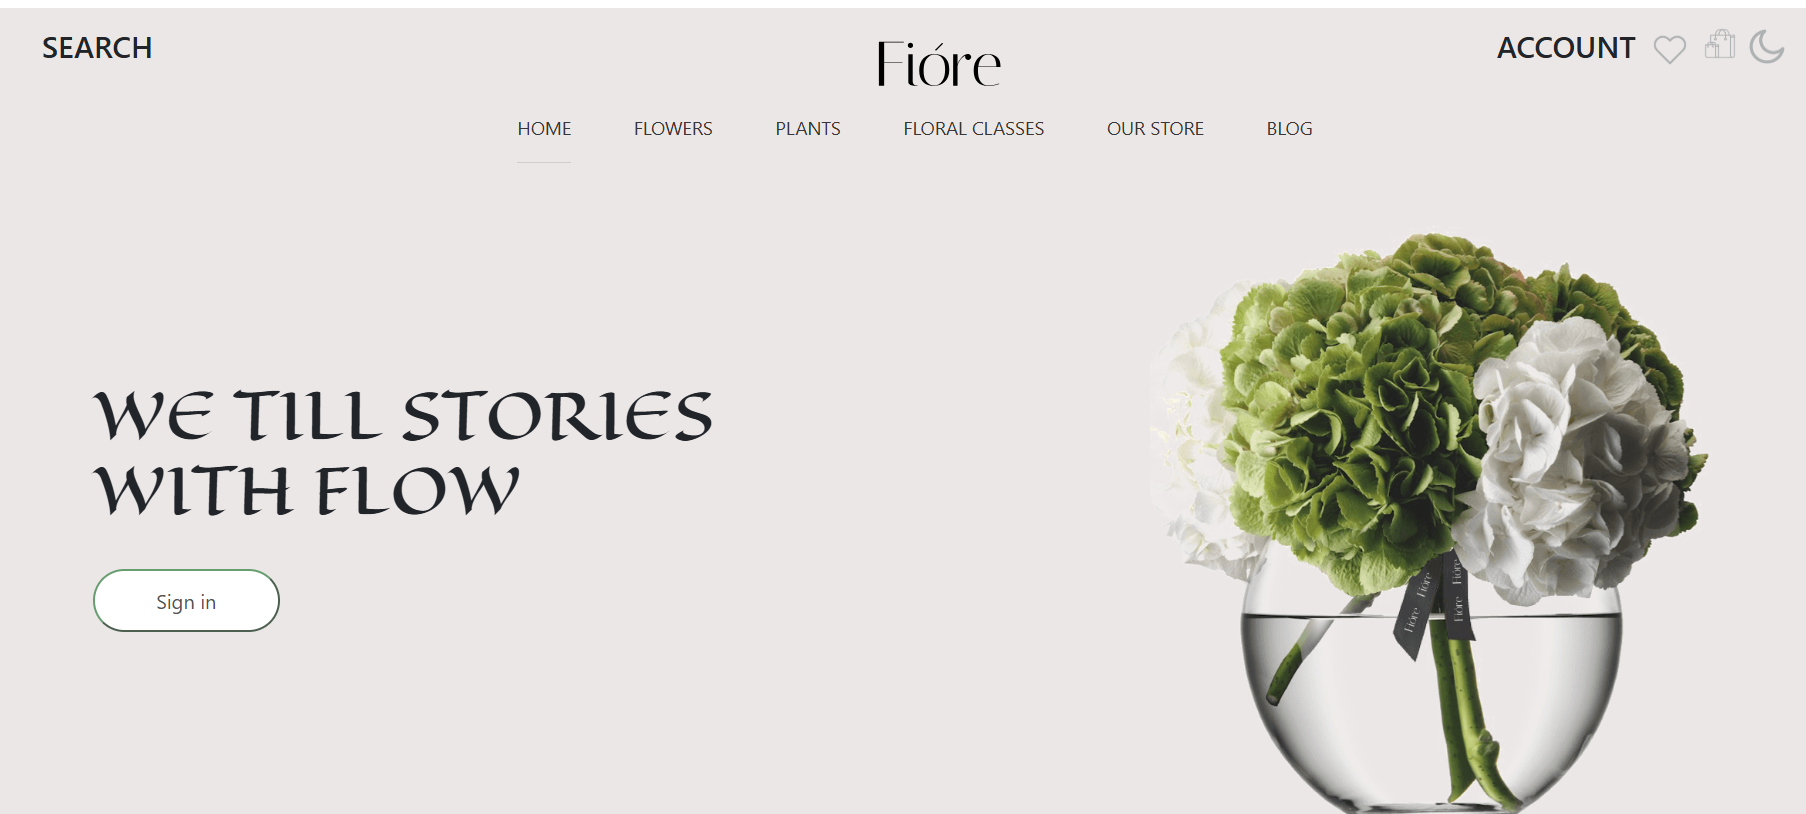 SEARCH
Fióre
ACCOUNT
HOME
FLOWERS
PLANTS
FLORAL CLASSES
OUR STORE
BLOG
WE TILL STORIES
WITH FLOW
Sign in
Fióre
Fióre
Fióre
Fióre